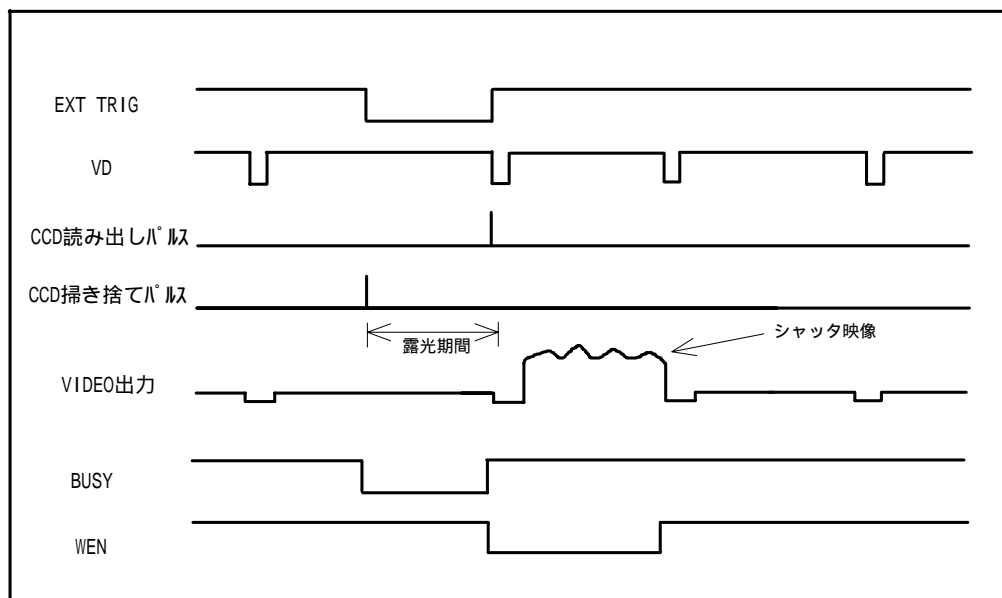 EXT TRIG
VD
CCD読み出しパルス
CCD掃き捨てパルス
露光期間
シャッタ映像
VIDEO出力
BUSY
WEN